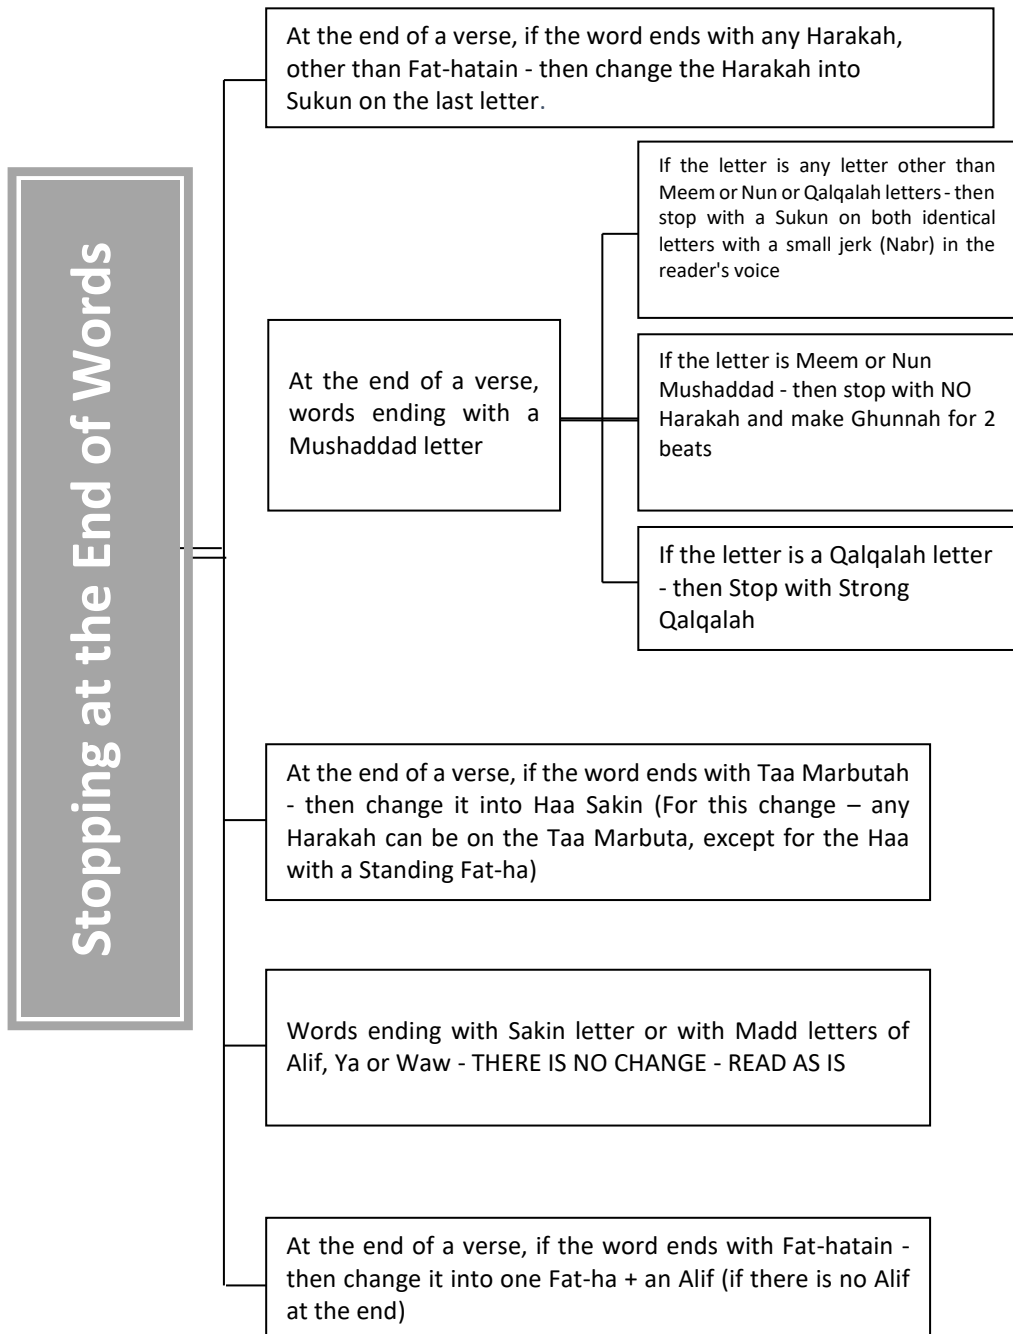 Stopping at the End of Words
At the end of a verse, if the word ends with any Harakah,
other than Fat-hatain - then change the Harakah into
Sukun on the last letter.
At the end of a verse,
words ending with a
Mushaddad letter
If the letter is any letter other than
Meem or Nun or Qalqalah letters - then
stop with a Sukun on both identical
letters with a small jerk (Nabr) in the
reader's voice
If the letter is Meem or Nun
Mushaddad - then stop with NO
Harakah and make Ghunnah for 2
beats
If the letter is a Qalqalah letter
- then Stop with Strong
Qalqalah
At the end of a verse, if the word ends with Taa Marbutah
- then change it into Haa Sakin (For this change – any
Harakah can be on the Taa Marbuta, except for the Haa
with a Standing Fat-ha)
Words ending with Sakin letter or with Madd letters of
Alif, Ya or Waw - THERE IS NO CHANGE - READ AS IS
At the end of a verse, if the word ends with Fat-hatain -
then change it into one Fat-ha + an Alif (if there is no Alif
at the end)